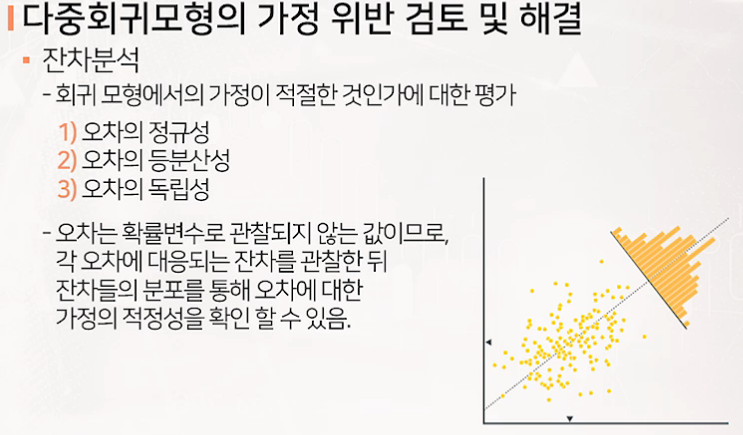 다중회귀모형의 가정 위반 검토 및 해결
▪ 잔차분석
- 회귀 모형에서의 가정이 적절한 것인가에 대한 평가
1) 오차의 정규성
2) 오차의 등분산성
3) 오차의 독립성
- 오차는 확률변수로 관찰되지 않는 값이므로,
각 오차에 대응되는 잔차를 관찰한 뒤
잔차들의 분포를 통해 오차에 대한
가정의 적정성을 확인 할 수 있음.